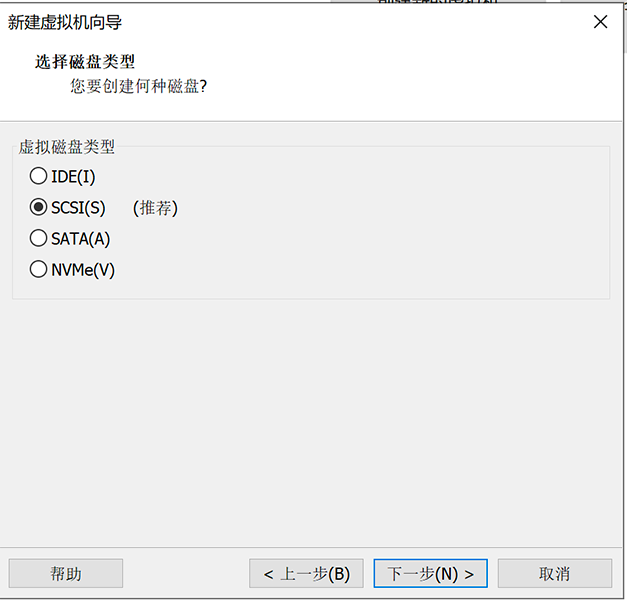 新建虚拟机向导
选择磁盘类型
您要创建何种磁盘?
虚拟磁盘类型
IDE(I)
SCSI(S) (推荐)
SATA(A)
NVMe(V)
帮助 < 上一步(B) 下一步(N) > 取消